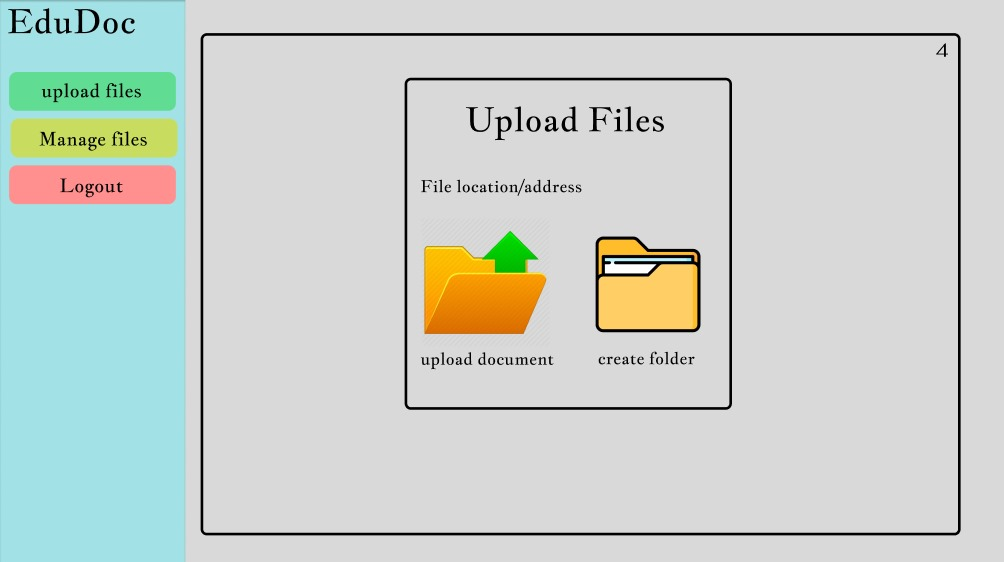 EduDoc
upload files
Manage files
Logout
4
Upload Files
File location/address
upload document
create folder